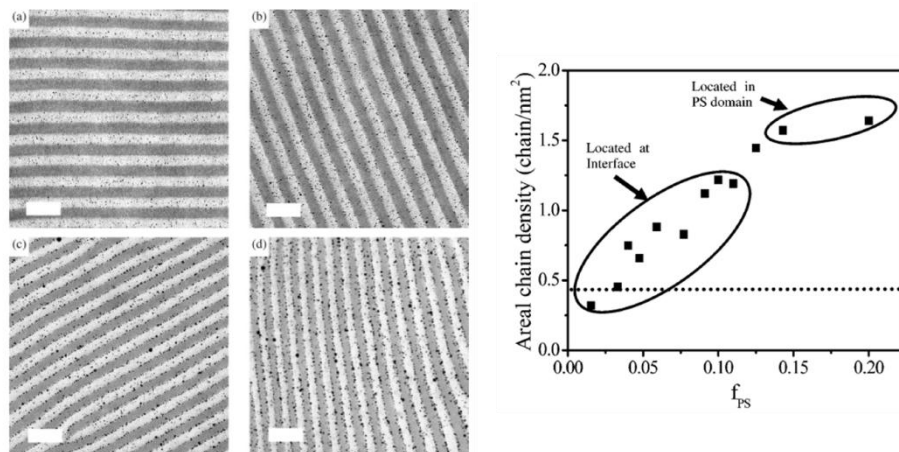 (a)
(b)
(c)
(d)
Areal chain density (chain/nm²)
2.0
1.5
1.0
0.5
0.0
Located in
PS domain
Located at
Interface
0.00
0.05
0.10
0.15
0.20
f_PS